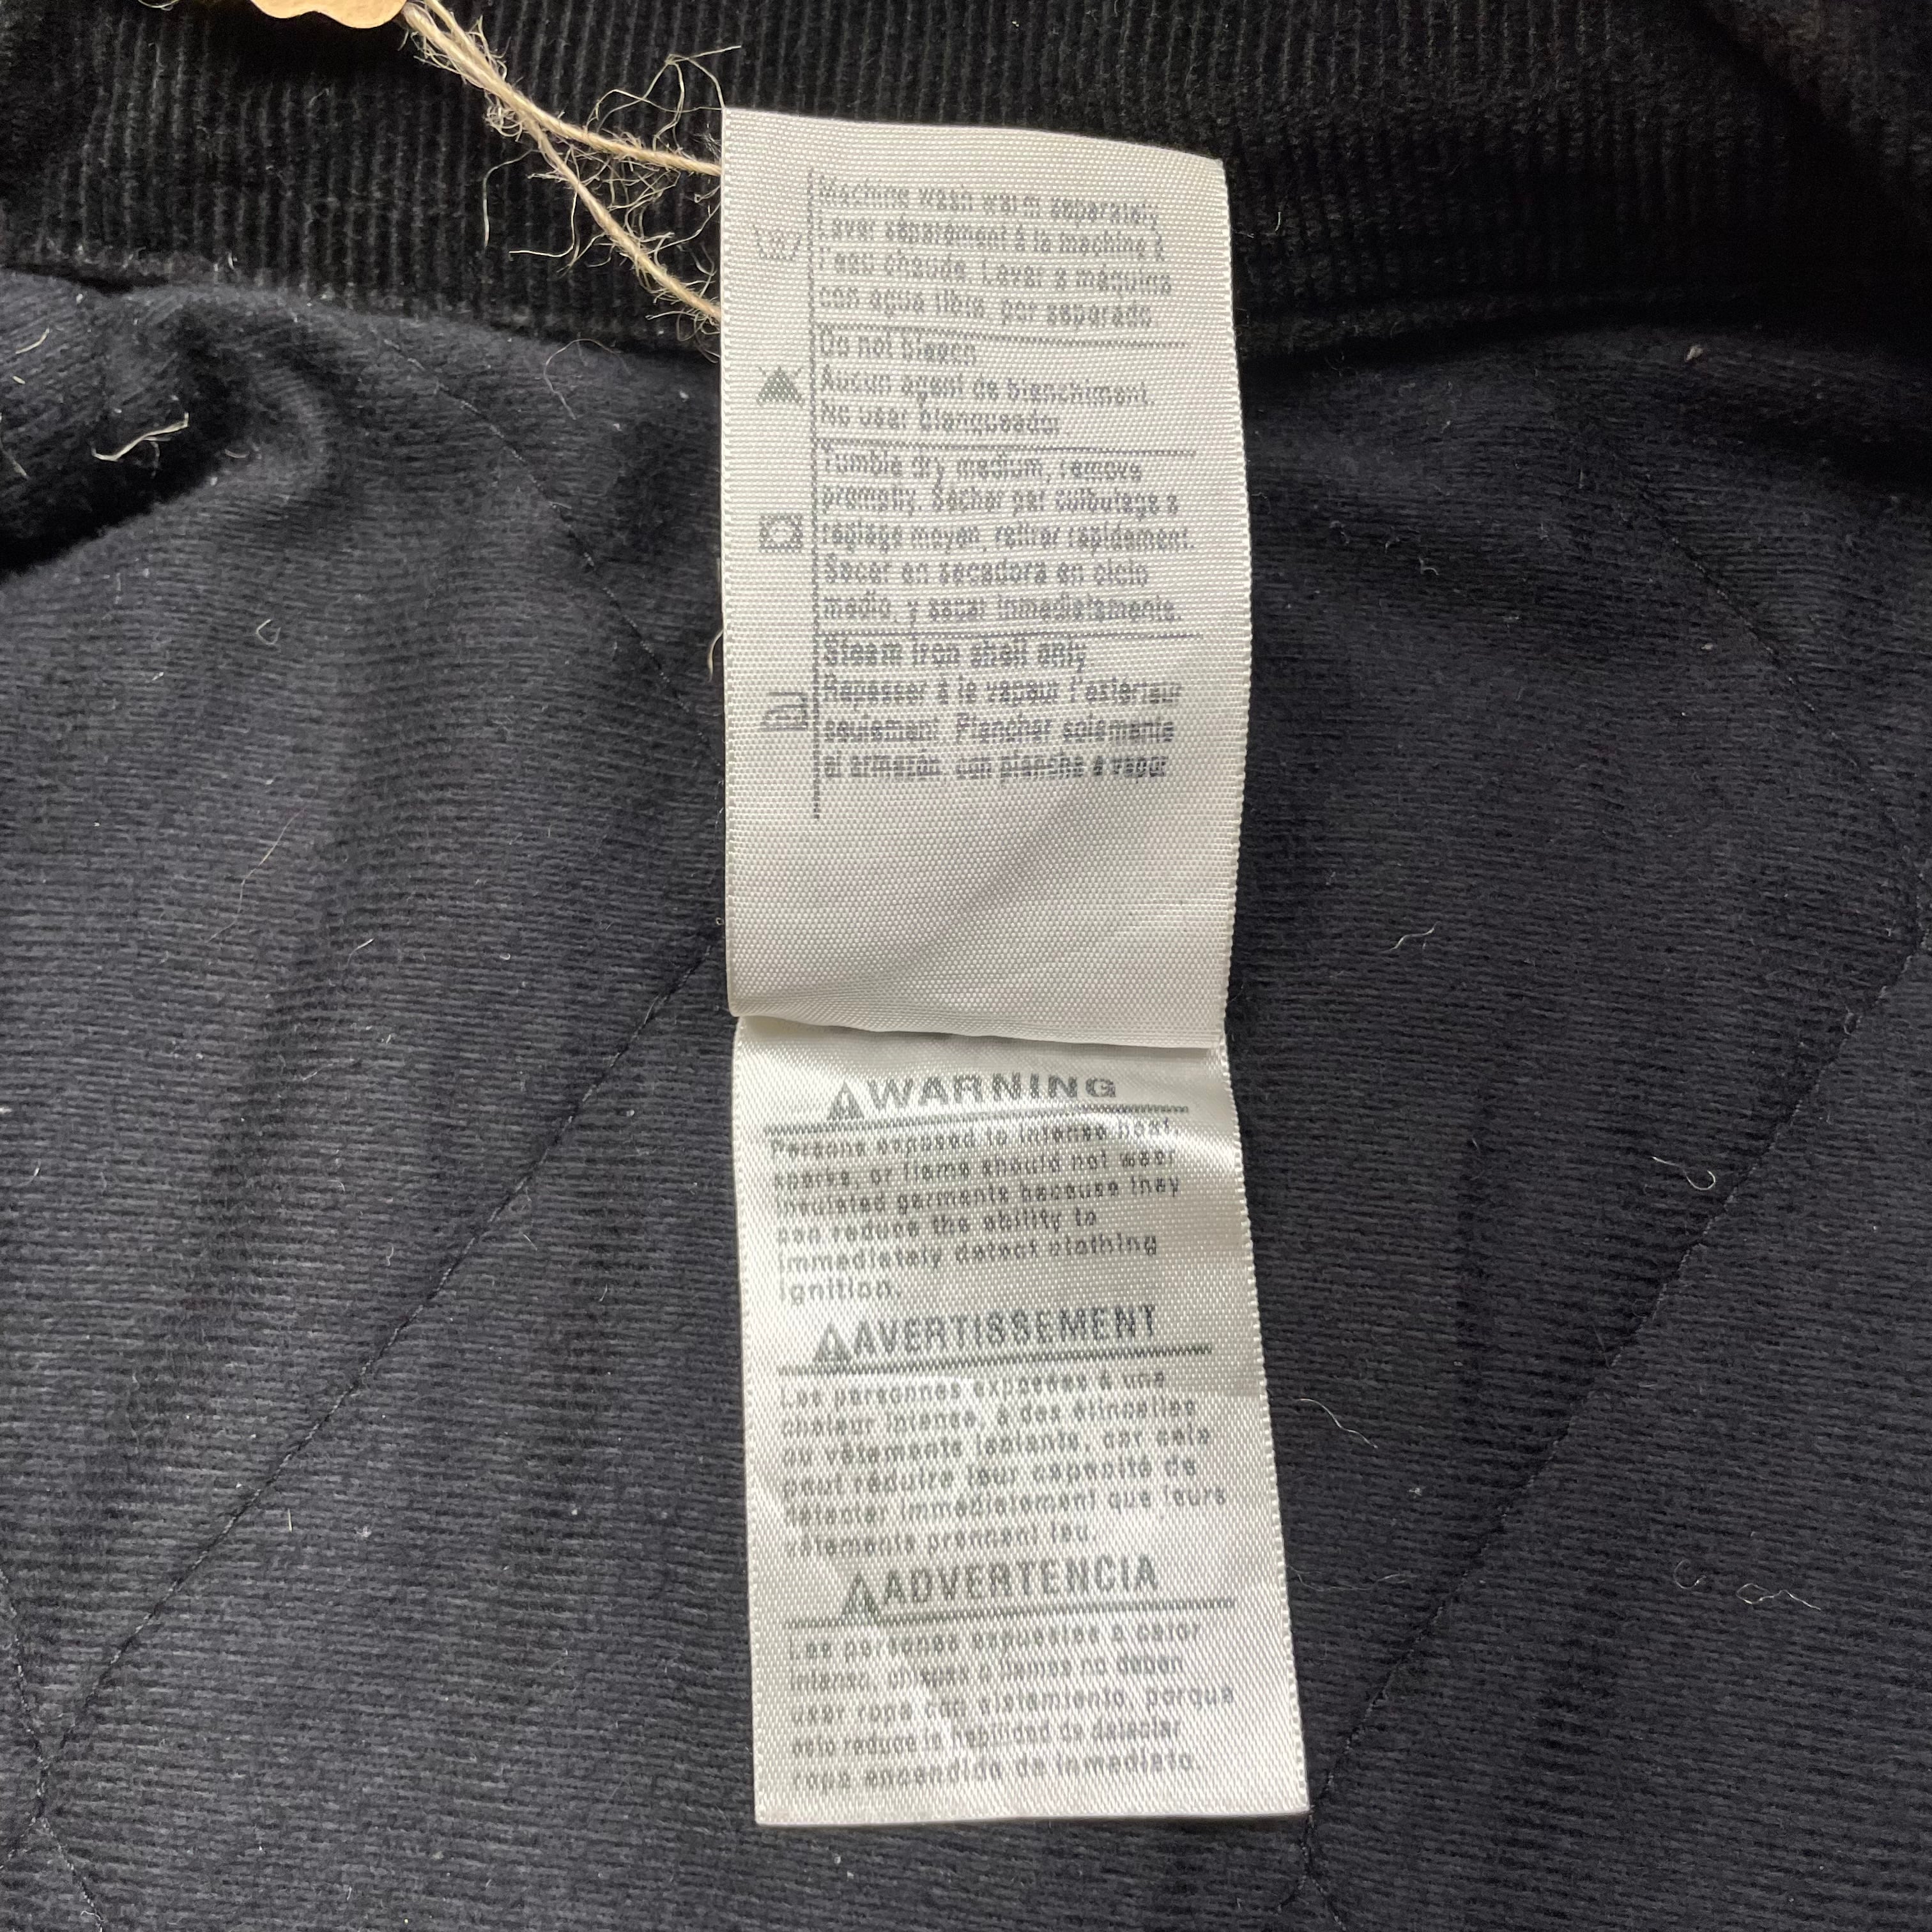 Machine wash warm separately.
Laver séparément à la machine à
l'eau chaude. Lavar a máquina
con agua tibia, por separado.
Do not bleach.
Aucun agent de blanchiment.
No usar blanqueador.
Tumble dry medium, remove
promptly. Sécher par culbutage à
réglage moyen, retirer rapidement.
Secar en secadora en ciclo
medio, y sacar inmediatamente.
Steam iron shell only.
Repasser à la vapeur l'extérieur
seulement. Planchar solamente
el armazón, con plancha a vapor
WARNING
Persons exposed to intense heat,
sparks, or flame should not wear
insulated garments because they
can reduce the ability to
immediately detect clothing
ignition.
AVERTISSEMENT
Les personnes exposées à une
chaleur intense, à des étincelles
ou vêtements isolants, car cela
peut réduire leur capacité de
détecter immédiatement que leurs
vêtements prennent feu.
ADVERTENCIA
Las personas expuestas a calor
intenso, chispas o llamas no deben
usar ropa con aislamiento, porque
esto reduce la habilidad de detectar
ropa encendida de inmediato.